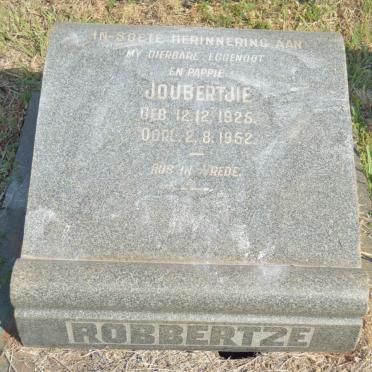 IN SOETE HERINNERING AAN
MY DIERBARE EGGENOOT
EN PAPPIE
JOUBERTJIE
GEB. 12.12.1925.
OORL. 2.8.1952.
RUS IN VREDE.
ROBBERTZE